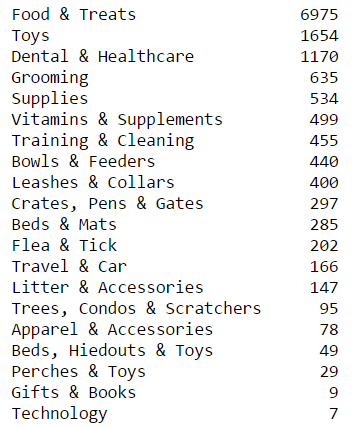 Food & Treats 6975
Toys 1654
Dental & Healthcare 1170
Grooming 635
Supplies 534
Vitamins & Supplements 499
Training & Cleaning 455
Bowls & Feeders 440
Leashes & Collars 400
Crates, Pens & Gates 297
Beds & Mats 285
Flea & Tick 202
Travel & Car 166
Litter & Accessories 147
Trees, Condos & Scratchers 95
Apparel & Accessories 78
Beds, Hiedouts & Toys 49
Perches & Toys 29
Gifts & Books 9
Technology 7